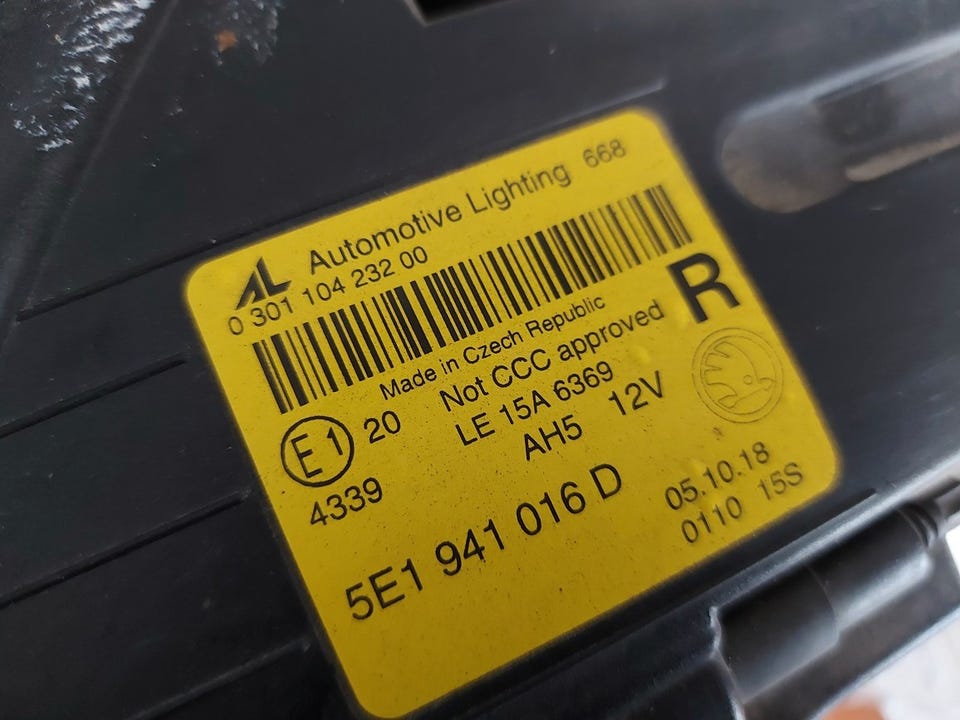 AL Automotive Lighting 668
0 301 104 232 00
R
Made in Czech Republic
Not CCC approved
E1 20 LE 15A 6369
4339 AH5 12V
5E1 941 016 D
05.10.18
0110 15S